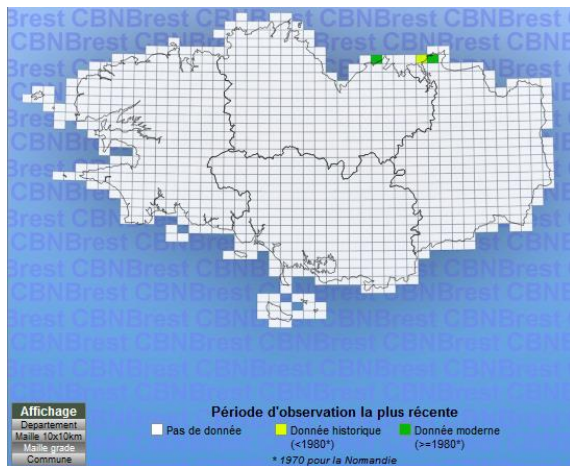 CBNBrest CBNBrest CBNBrest CBNBrest
Affichage
Departement
Maille 10x10km
Maille grade
Commune
Période d'observation la plus récente
Pas de donnée
Donnée historique
(<1980*)
Donnée moderne
(>=1980*)
* 1970 pour la Nomandie